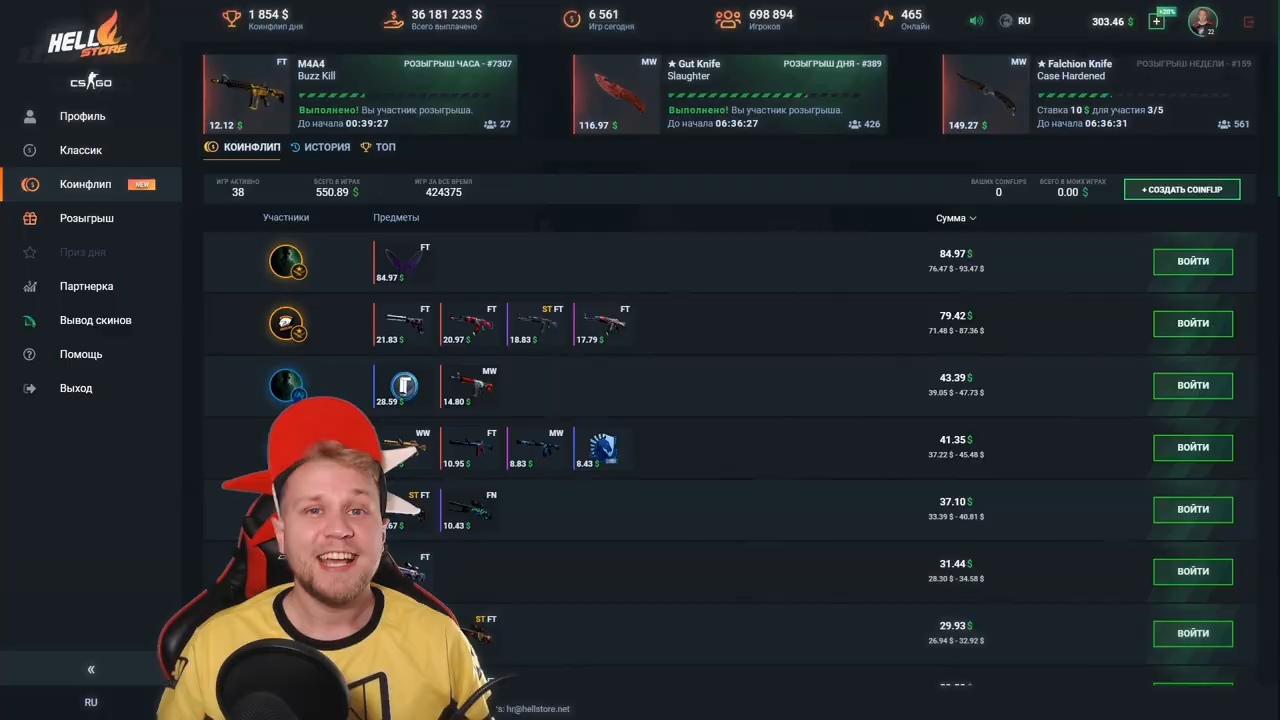 HELL
STORE
CS GO
1 854 $
Коинфлип дня
36 181 233 $
Всего выплачено
6 561
Игр сегодня
698 894
Игроков
465
Онлайн
RU
303.46 $
+20%
22
FT
12.12 $
M4A4
РОЗЫГРЫШ ЧАСА - #7307
Buzz Kill
Выполнено! Вы участник розыгрыша.
До начала 00:39:27
27
MW
116.97 $
★ Gut Knife
РОЗЫГРЫШ ДНЯ - #389
Slaughter
Выполнено! Вы участник розыгрыша.
До начала 06:36:27
426
MW
149.27 $
★ Falchion Knife
РОЗЫГРЫШ НЕДЕЛИ - #159
Case Hardened
Ставка 10 $ для участия 3/5
До начала 06:36:31
561
Профиль
Классик
Коинфлип NEW
Розыгрыш
Приз дня
Партнерка
Вывод скинов
Помощь
Выход
«
RU
КОИНФЛИП ИСТОРИЯ ТОП
ИГР АКТИВНО
38
ВСЕГО В ИГРАХ
550.89 $
ИГР ЗА ВСЕ ВРЕМЯ
424375
ВАШИХ COINFLIPS
0
ВСЕГО В МОИХ ИГРАХ
0.00 $
+ СОЗДАТЬ COINFLIP
Участники Предметы Сумма
FT
84.97 $
84.97 $
76.47 $ - 93.47 $
ВОЙТИ
FT FT ST FT FT
21.83 $ 20.97 $ 18.83 $ 17.79 $
79.42 $
71.48 $ - 87.36 $
ВОЙТИ
MW
28.59 $ 14.80 $
43.39 $
39.05 $ - 47.73 $
ВОЙТИ
WW FT MW
10.95 $ 8.83 $ 8.43 $
41.35 $
37.22 $ - 45.48 $
ВОЙТИ
ST FT FN
.67 $ 10.43 $
37.10 $
33.39 $ - 40.81 $
ВОЙТИ
FT
31.44 $
28.30 $ - 34.58 $
ВОЙТИ
ST FT
29.93 $
26.94 $ - 32.92 $
ВОЙТИ
hr@hellstore.net